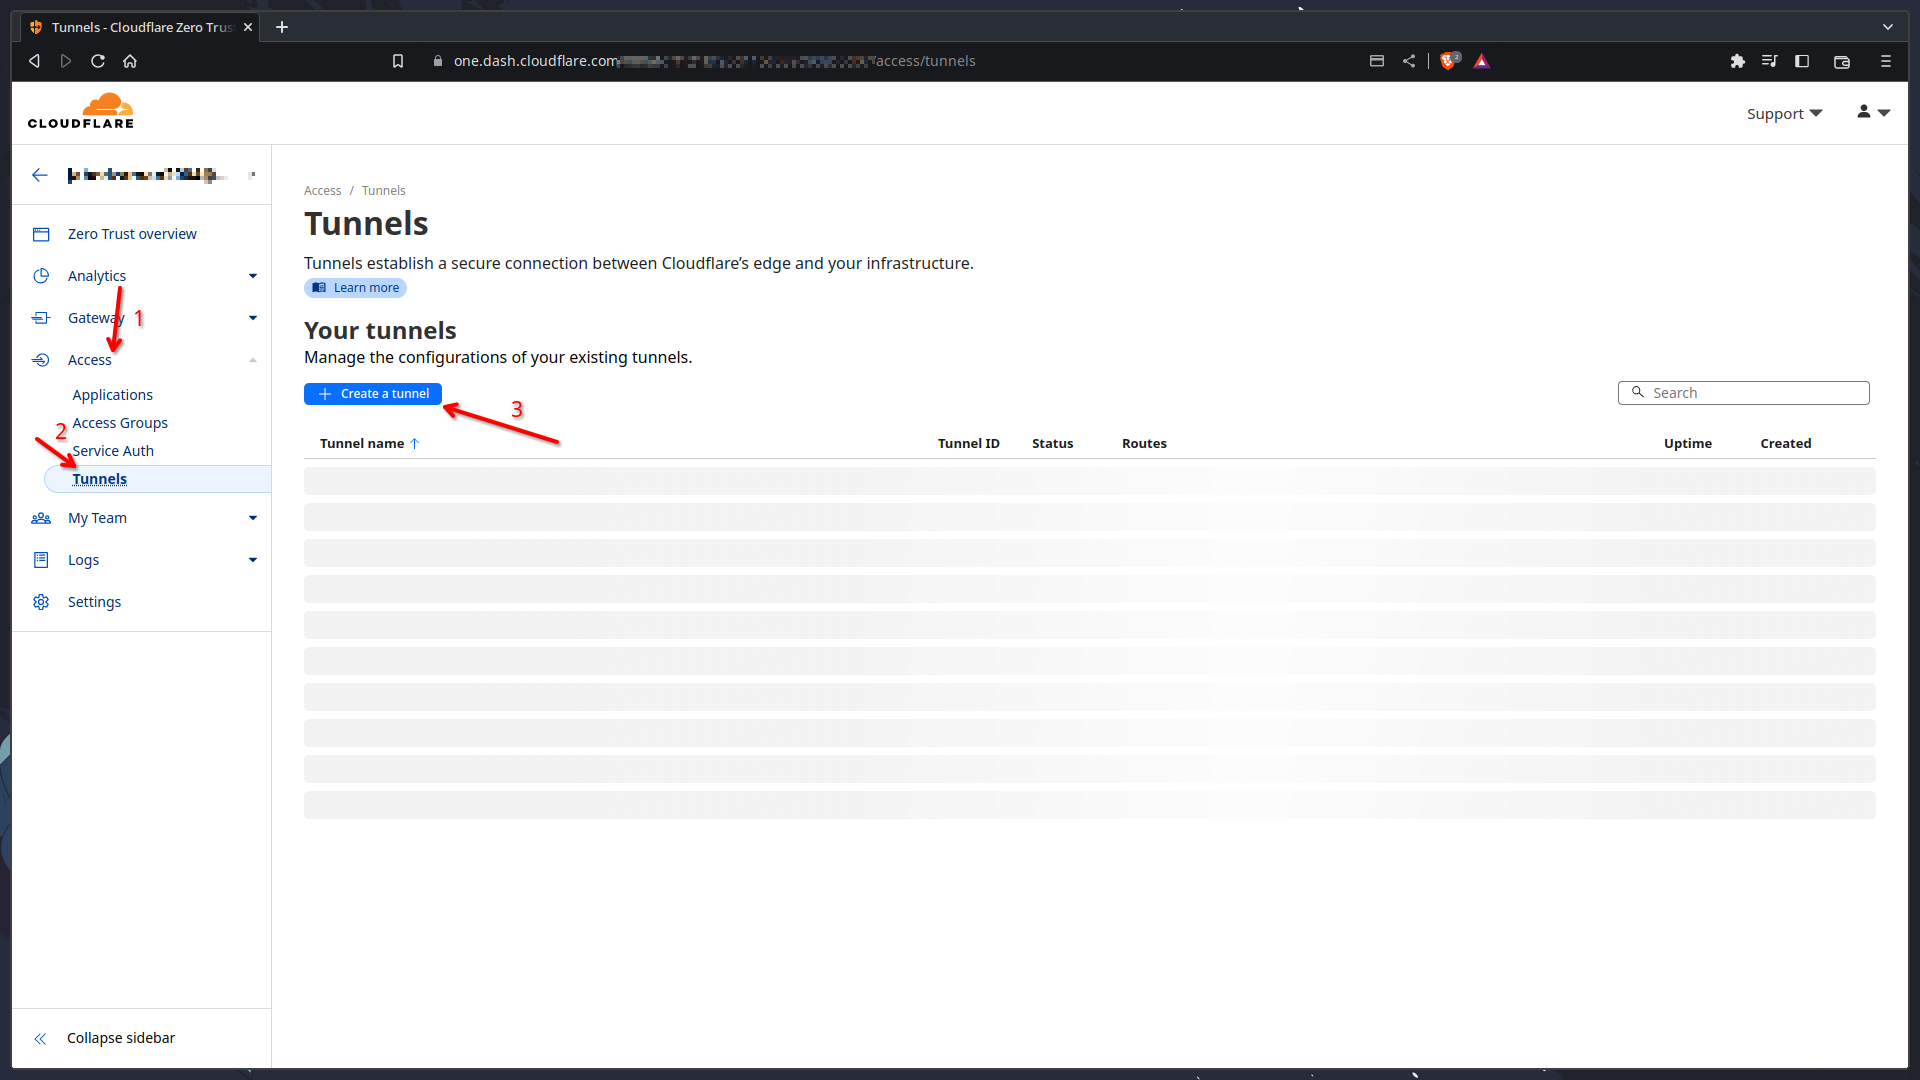 Tunnels - Cloudflare Zero Trus
one.dash.cloudflare.com
access/tunnels
2
CLOUDFLARE
Support
Zero Trust overview
Analytics
Gateway
1
Access
Applications
Access Groups
2
Service Auth
Tunnels
My Team
Logs
Settings
Collapse sidebar
Access / Tunnels
Tunnels
Tunnels establish a secure connection between Cloudflare’s edge and your infrastructure.
Learn more
Your tunnels
Manage the configurations of your existing tunnels.
Create a tunnel
3
Search
Tunnel name Tunnel ID Status Routes Uptime Created